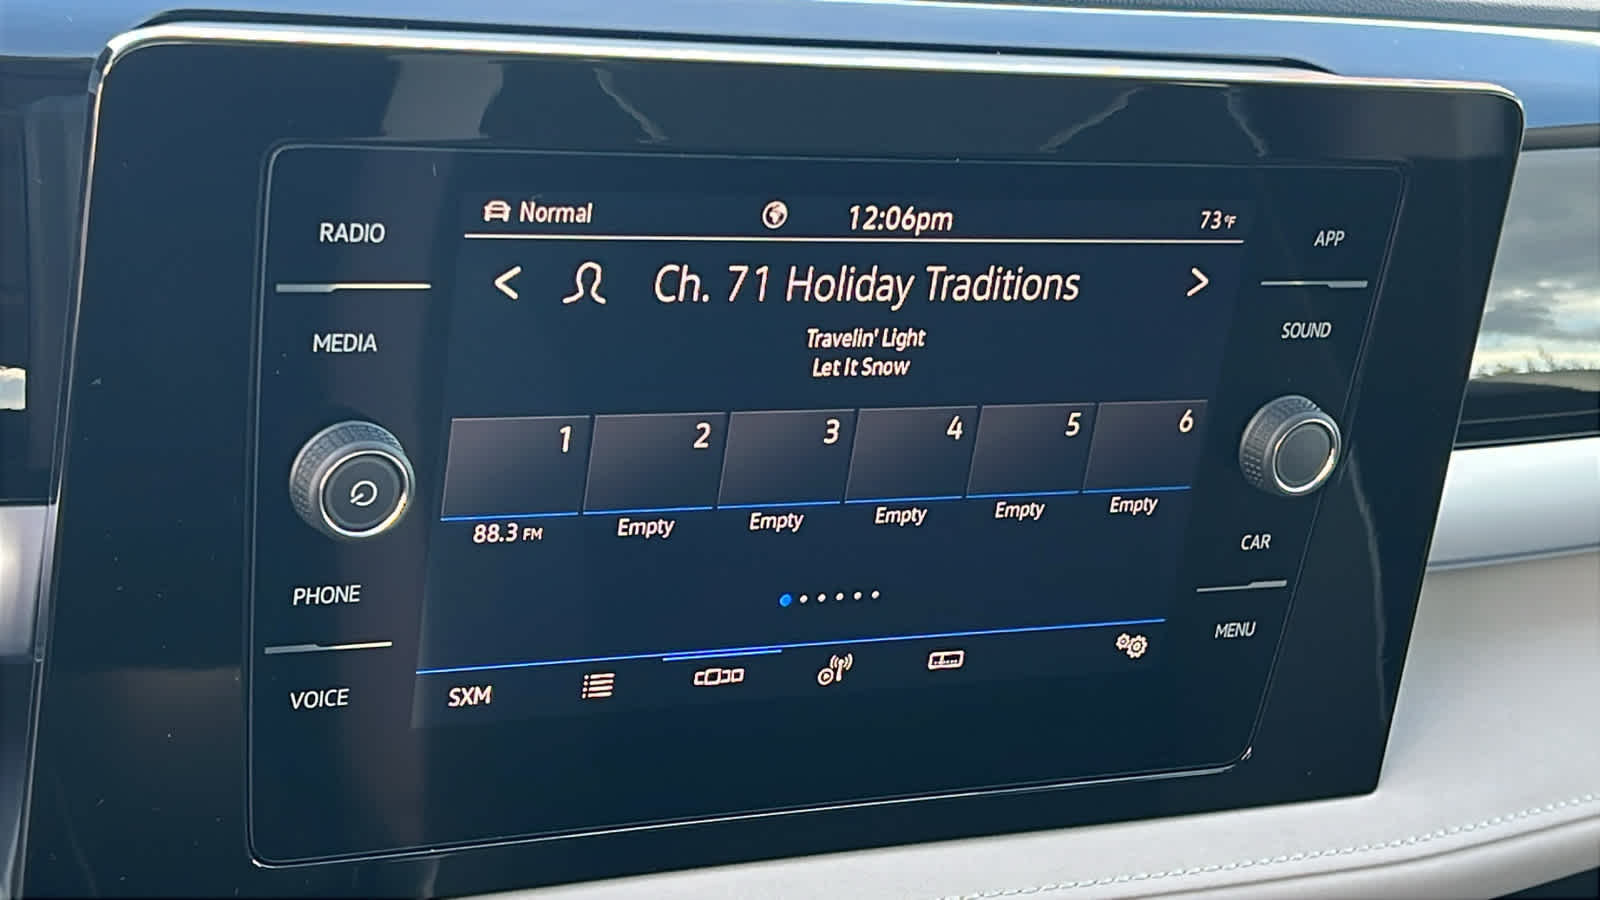 Normal 12:06pm 73°F
RADIO
APP
Ch. 71 Holiday Traditions
MEDIA
SOUND
Travelin' Light
Let It Snow
1 2 3 4 5 6
88.3 FM Empty Empty Empty Empty Empty
CAR
PHONE
MENU
VOICE
SXM